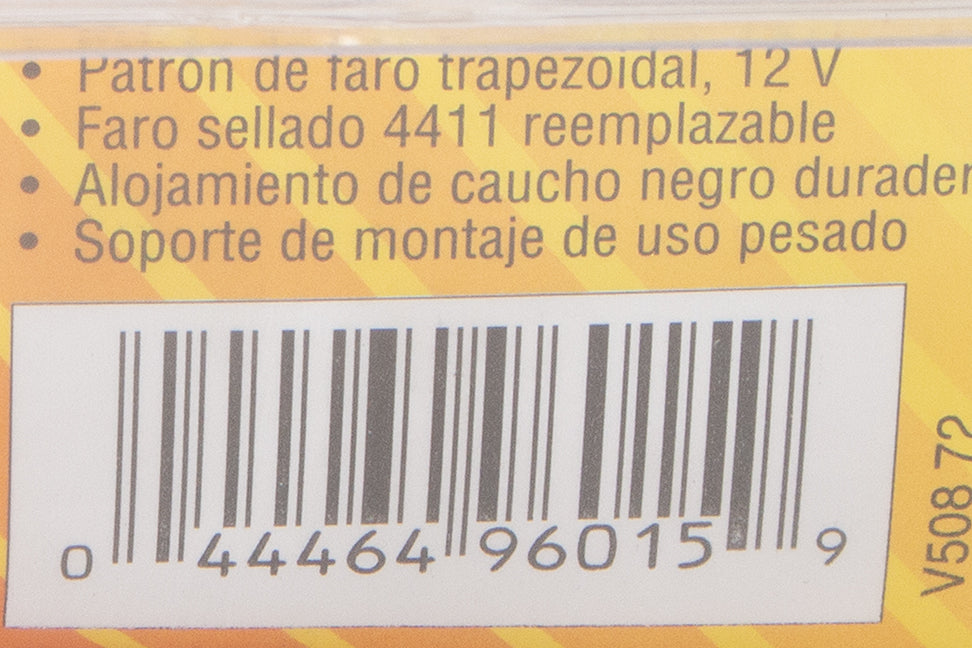 • Patrón de faro trapezoidal, 12 V
• Faro sellado 4411 reemplazable
• Alojamiento de caucho negro durader
• Soporte de montaje de uso pesado
0 44464 96015 9
V508 72